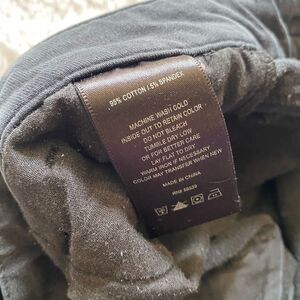 95% COTTON / 5% SPANDEX
MACHINE WASH COLD
INSIDE OUT TO RETAIN COLOR
DO NOT BLEACH
TUMBLE DRY LOW
OR FOR BETTER CARE
LAY FLAT TO DRY
WARM IRON IF NECESSARY
COLOR MAY TRANSFER WHEN NEW
MADE IN CHINA